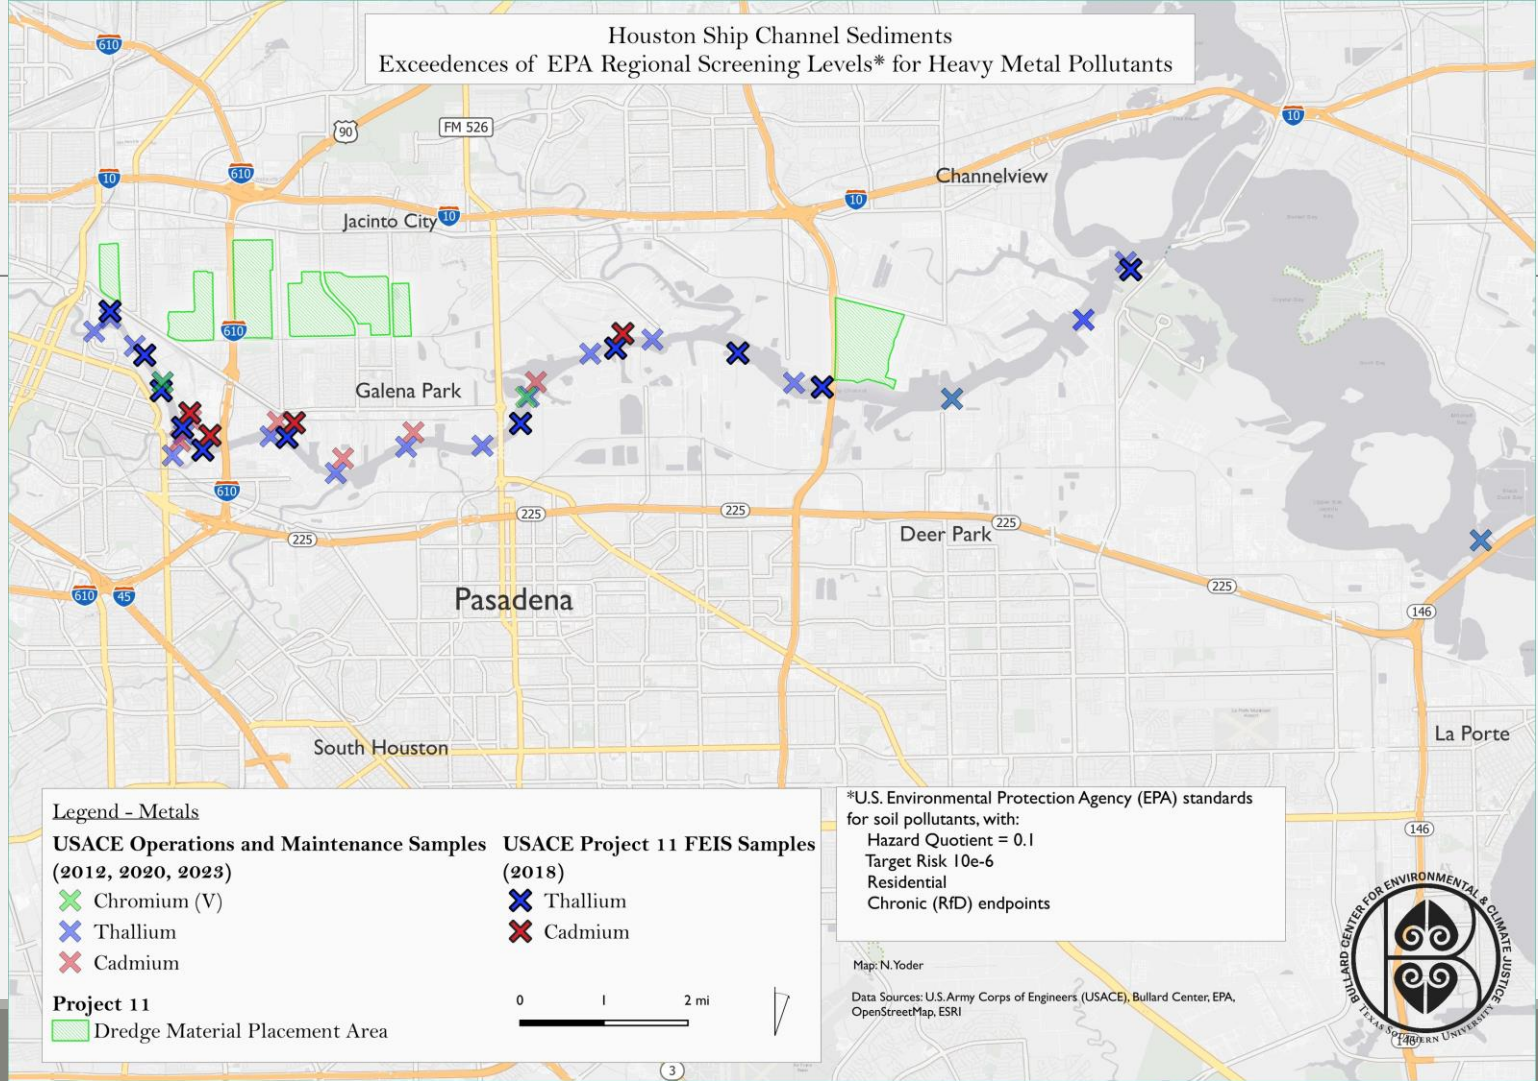 Houston Ship Channel Sediments
Exceedences of EPA Regional Screening Levels* for Heavy Metal Pollutants
610
90
FM 526
10
10
610
10
10
Channelview
Jacinto City
10
610
Galena Park
610
225
225
225
225
Deer Park
610
45
Pasadena
225
146
South Houston
La Porte
146
Legend - Metals
USACE Operations and Maintenance Samples
(2012, 2020, 2023)
Chromium (V)
Thallium
Cadmium
USACE Project 11 FEIS Samples
(2018)
Thallium
Cadmium
Project 11
Dredge Material Placement Area
0 1 2 mi
*U.S. Environmental Protection Agency (EPA) standards
for soil pollutants, with:
Hazard Quotient = 0.1
Target Risk 10e-6
Residential
Chronic (RfD) endpoints
Map: N. Yoder
Data Sources: U.S. Army Corps of Engineers (USACE), Bullard Center, EPA,
OpenStreetMap, ESRI
BULLARD CENTER FOR ENVIRONMENTAL & CLIMATE JUSTICE
TEXAS SOUTHERN UNIVERSITY
146
3